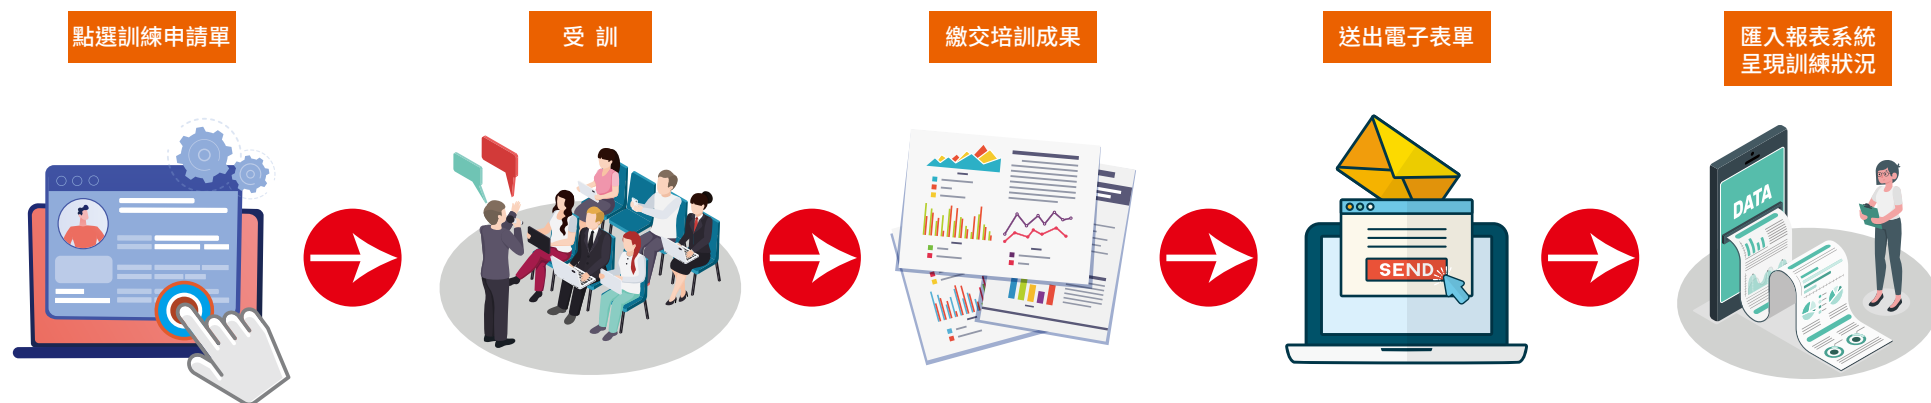 點選訓練申請單
受 訓
繳交培訓成果
送出電子表單
匯入報表系統
呈現訓練狀況
SEND
DATA